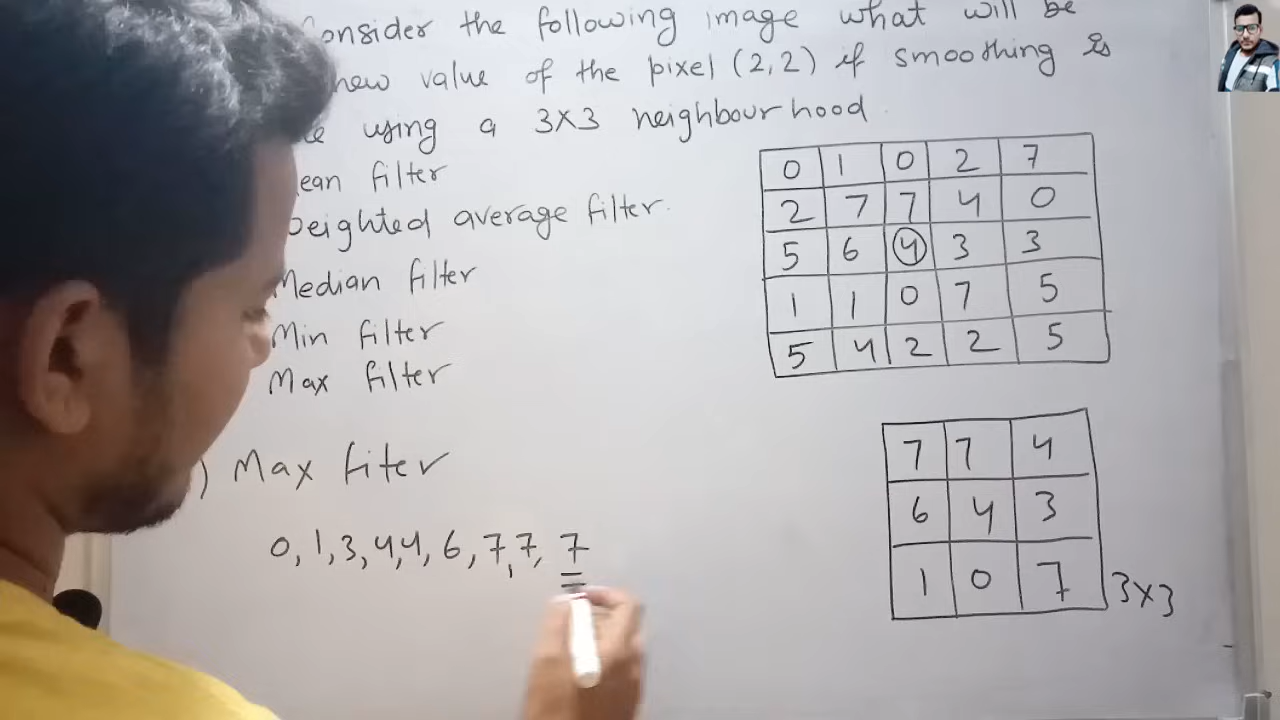 onsider the following image what will be
new value of the pixel (2,2) if smoothing is
using a 3X3 neighbourhood
ean filter
eighted average filter.
Median filter
Min filter
Max filter
0 1 0 2 7
2 7 7 4 0
5 6 4 3 3
1 1 0 7 5
5 4 2 2 5
) Max fiter
0, 1, 3, 4, 4, 6, 7, 7, 7
7 7 4
6 4 3
1 0 7
3X3